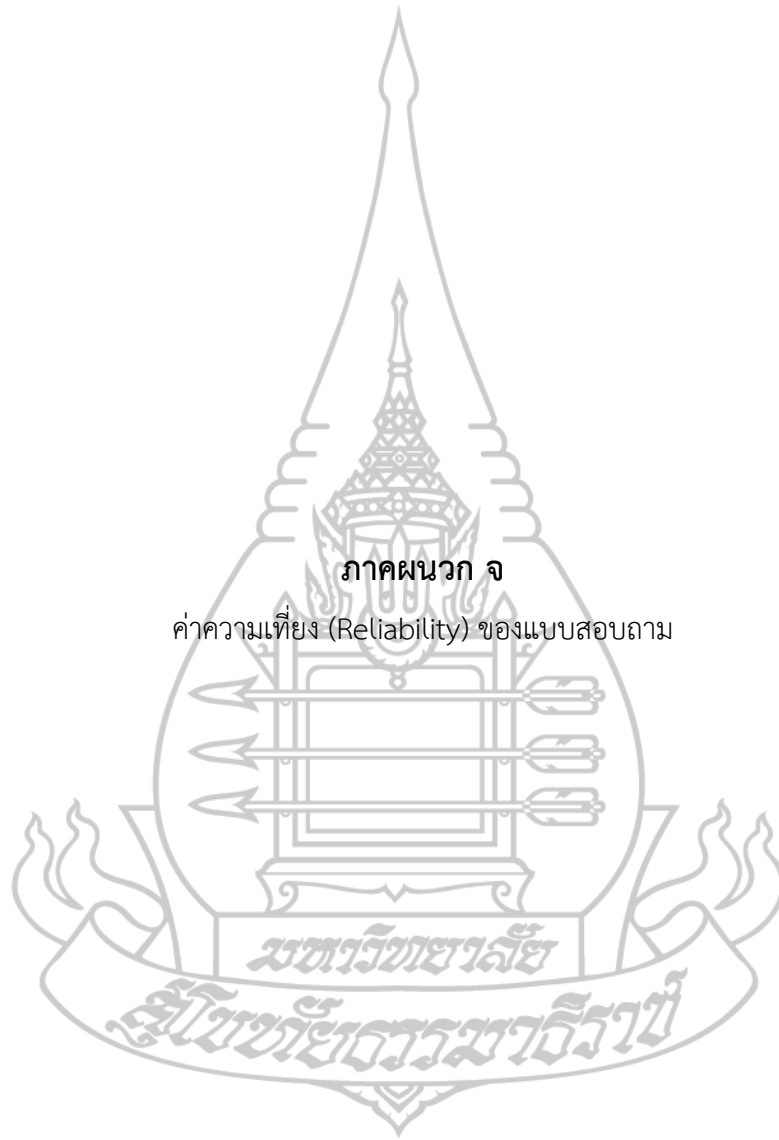 ภาคผนวก จ
ค่าความเที่ยง (Reliability) ของแบบสอบถาม
มหาวิทยาลัย
สุโขทัยธรรมาธิราช